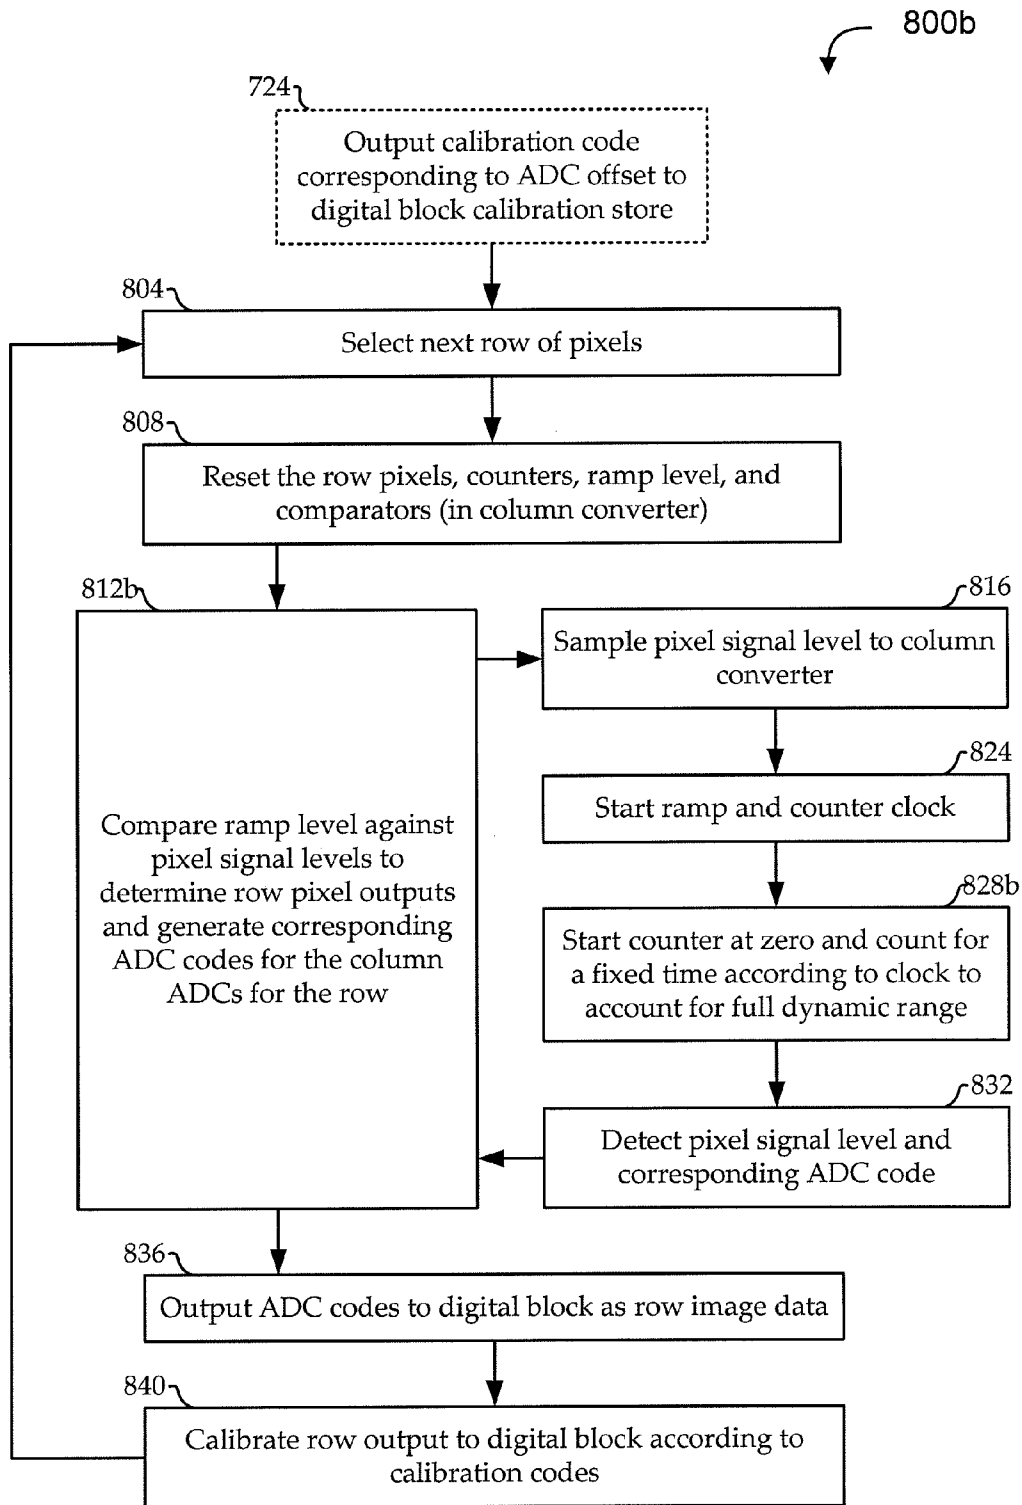 800b
724
Output calibration code
corresponding to ADC offset to
digital block calibration store
804
Select next row of pixels
808
Reset the row pixels, counters, ramp level, and
comparators (in column converter)
812b
Compare ramp level against
pixel signal levels to
determine row pixel outputs
and generate corresponding
ADC codes for the column
ADCs for the row
816
Sample pixel signal level to column
converter
824
Start ramp and counter clock
828b
Start counter at zero and count for
a fixed time according to clock to
account for full dynamic range
832
Detect pixel signal level and
corresponding ADC code
836
Output ADC codes to digital block as row image data
840
Calibrate row output to digital block according to
calibration codes